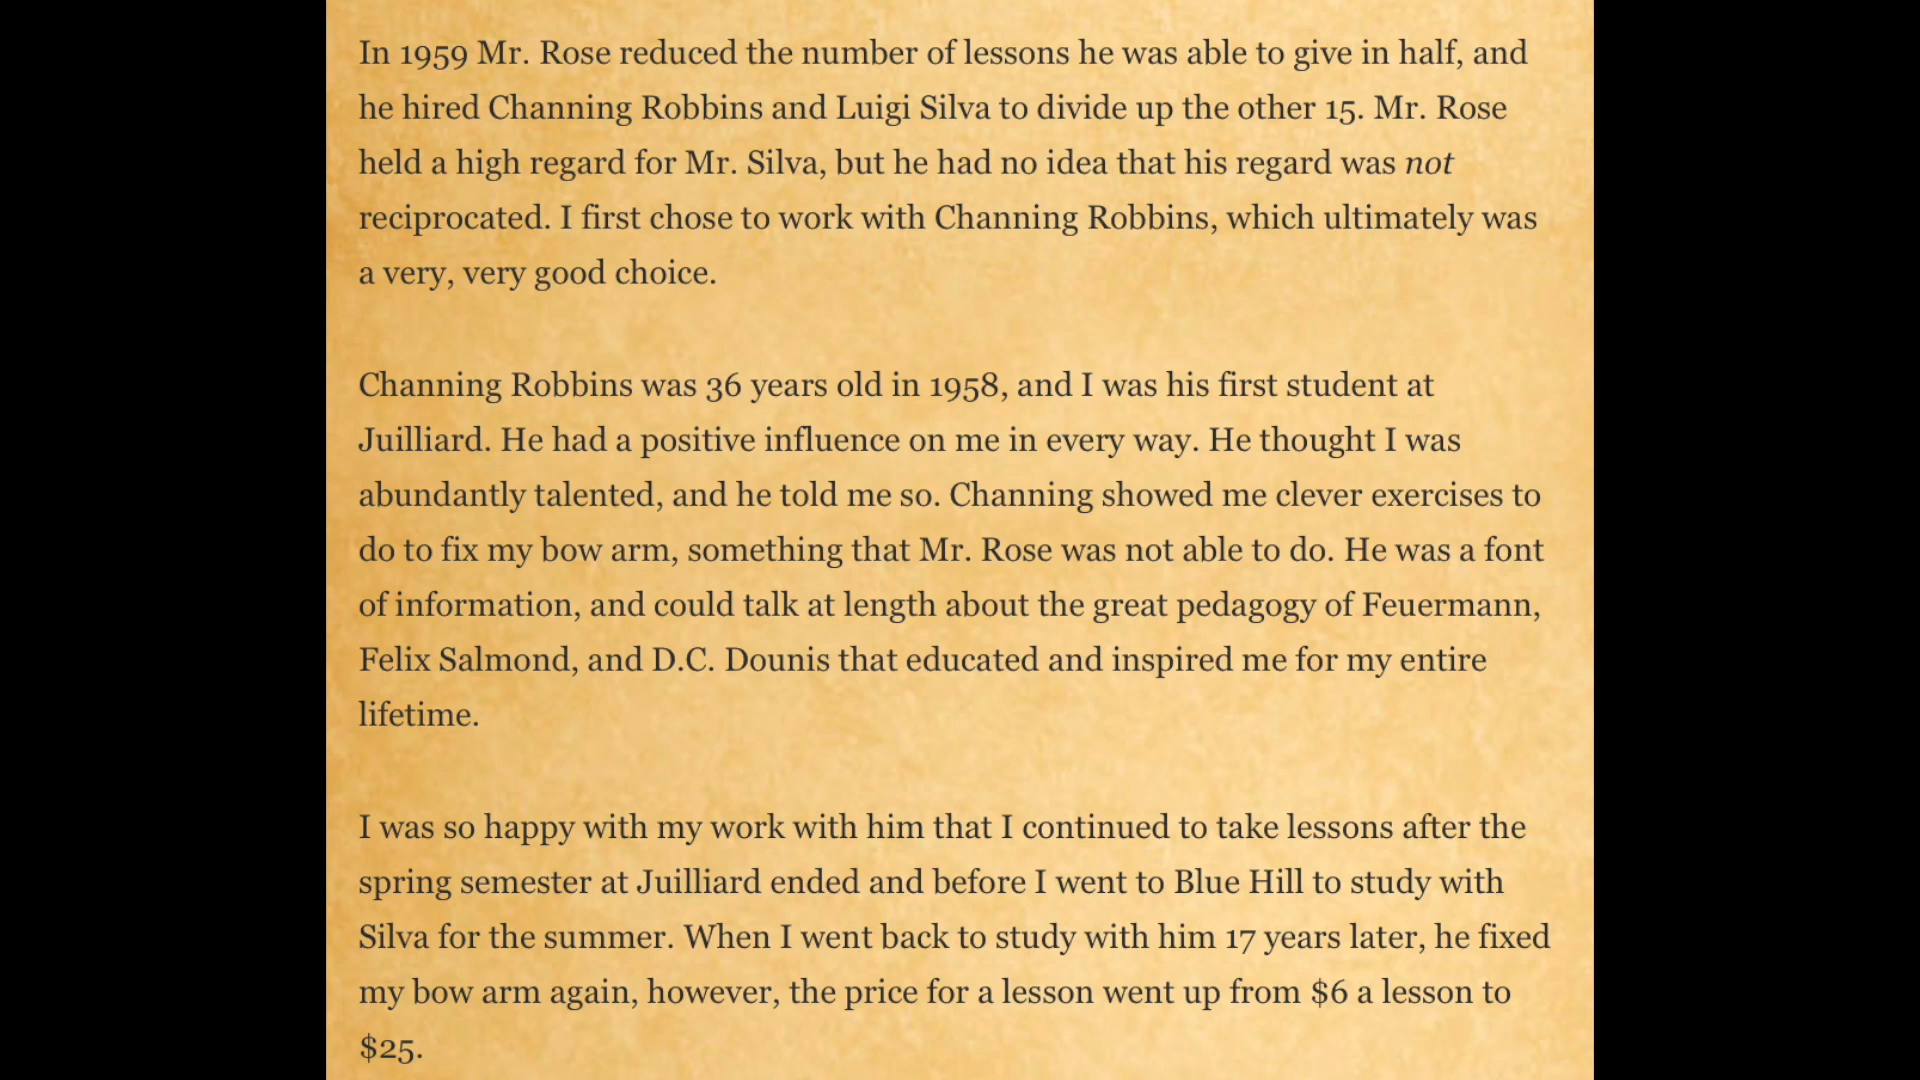 In 1959 Mr. Rose reduced the number of lessons he was able to give in half, and
he hired Channing Robbins and Luigi Silva to divide up the other 15. Mr. Rose
held a high regard for Mr. Silva, but he had no idea that his regard was not
reciprocated. I first chose to work with Channing Robbins, which ultimately was
a very, very good choice.
Channing Robbins was 36 years old in 1958, and I was his first student at
Juilliard. He had a positive influence on me in every way. He thought I was
abundantly talented, and he told me so. Channing showed me clever exercises to
do to fix my bow arm, something that Mr. Rose was not able to do. He was a font
of information, and could talk at length about the great pedagogy of Feuermann,
Felix Salmond, and D.C. Dounis that educated and inspired me for my entire
lifetime.
I was so happy with my work with him that I continued to take lessons after the
spring semester at Juilliard ended and before I went to Blue Hill to study with
Silva for the summer. When I went back to study with him 17 years later, he fixed
my bow arm again, however, the price for a lesson went up from $6 a lesson to
$25.